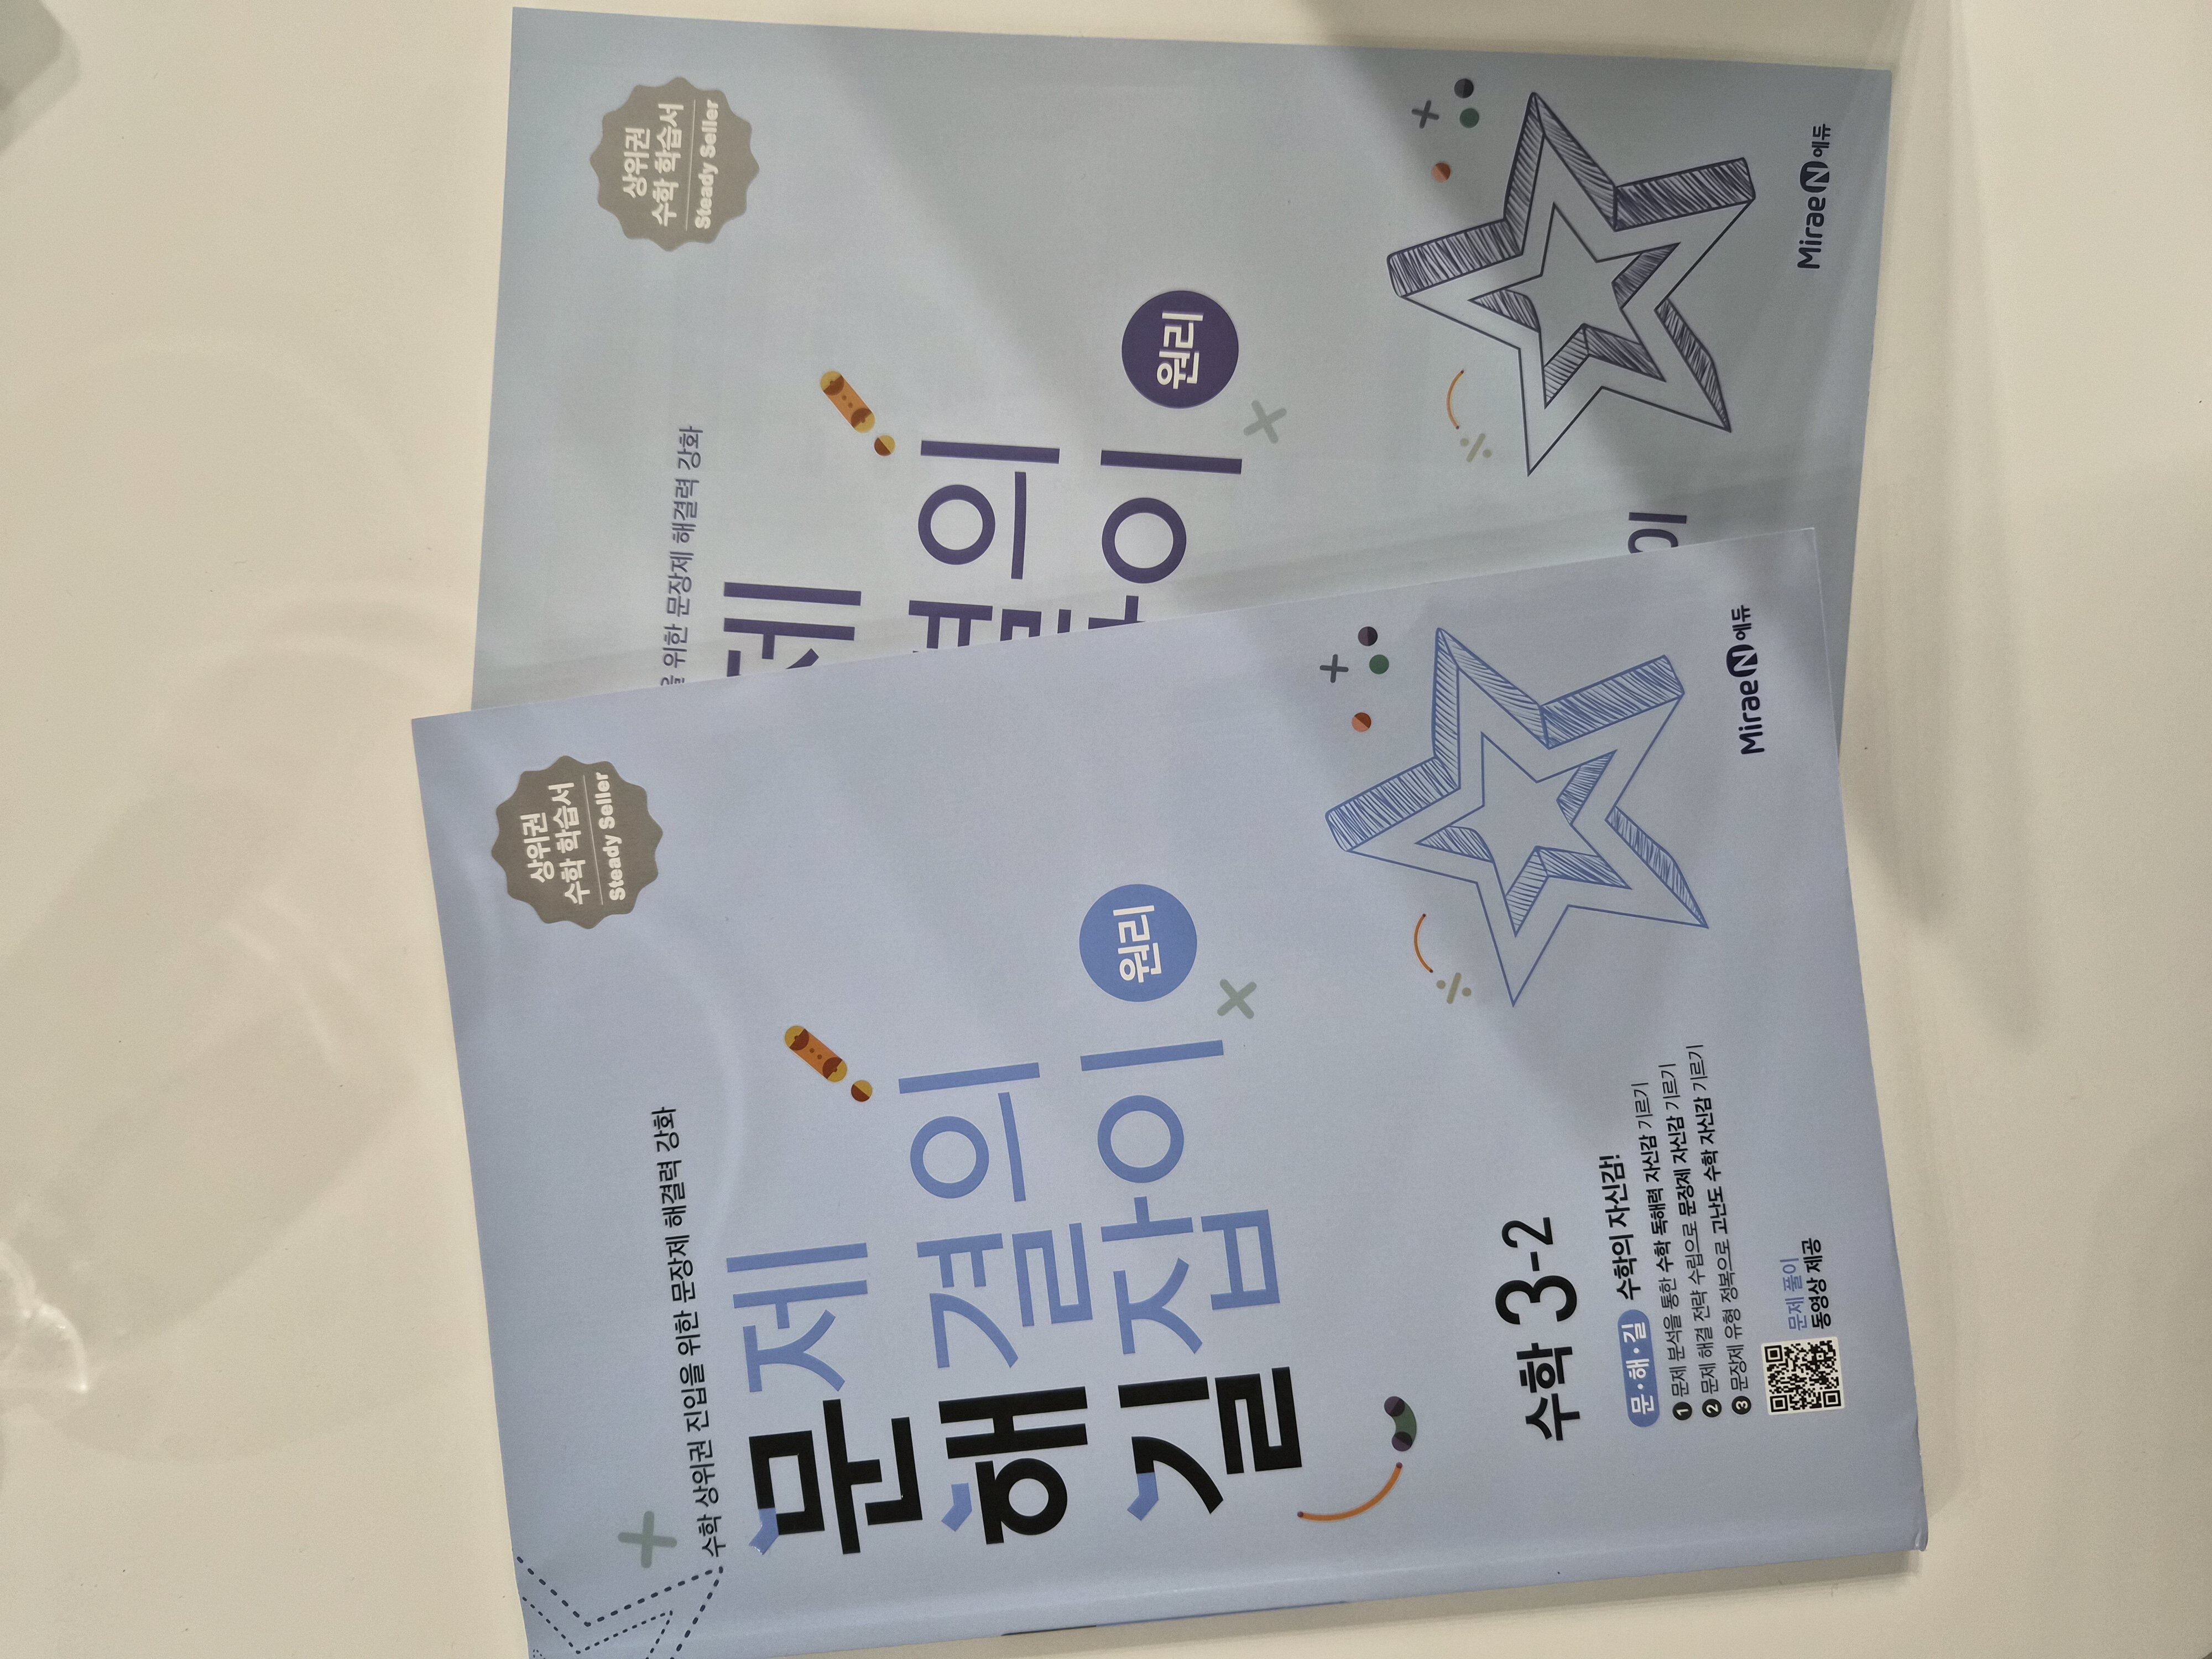 상위권
수학 학습서
Steady Seller
수학 상위권 진입을 위한 문장제 해결력 강화
문제
해결의
길잡이
원리
수학 3-2
문·해·길 수학의 자신감!
1 문제 분석을 통한 수학 독해력 자신감 기르기
2 문제 해결 전략 수립으로 문장제 자신감 기르기
3 문장제 유형 정복으로 고난도 수학 자신감 기르기
문제 풀이
동영상 제공
Mirae N 에듀
상위권
수학 학습서
Steady Seller
을 위한 문장제 해결력 강화
제
결의
잡이
원리
이
Mirae N 에듀